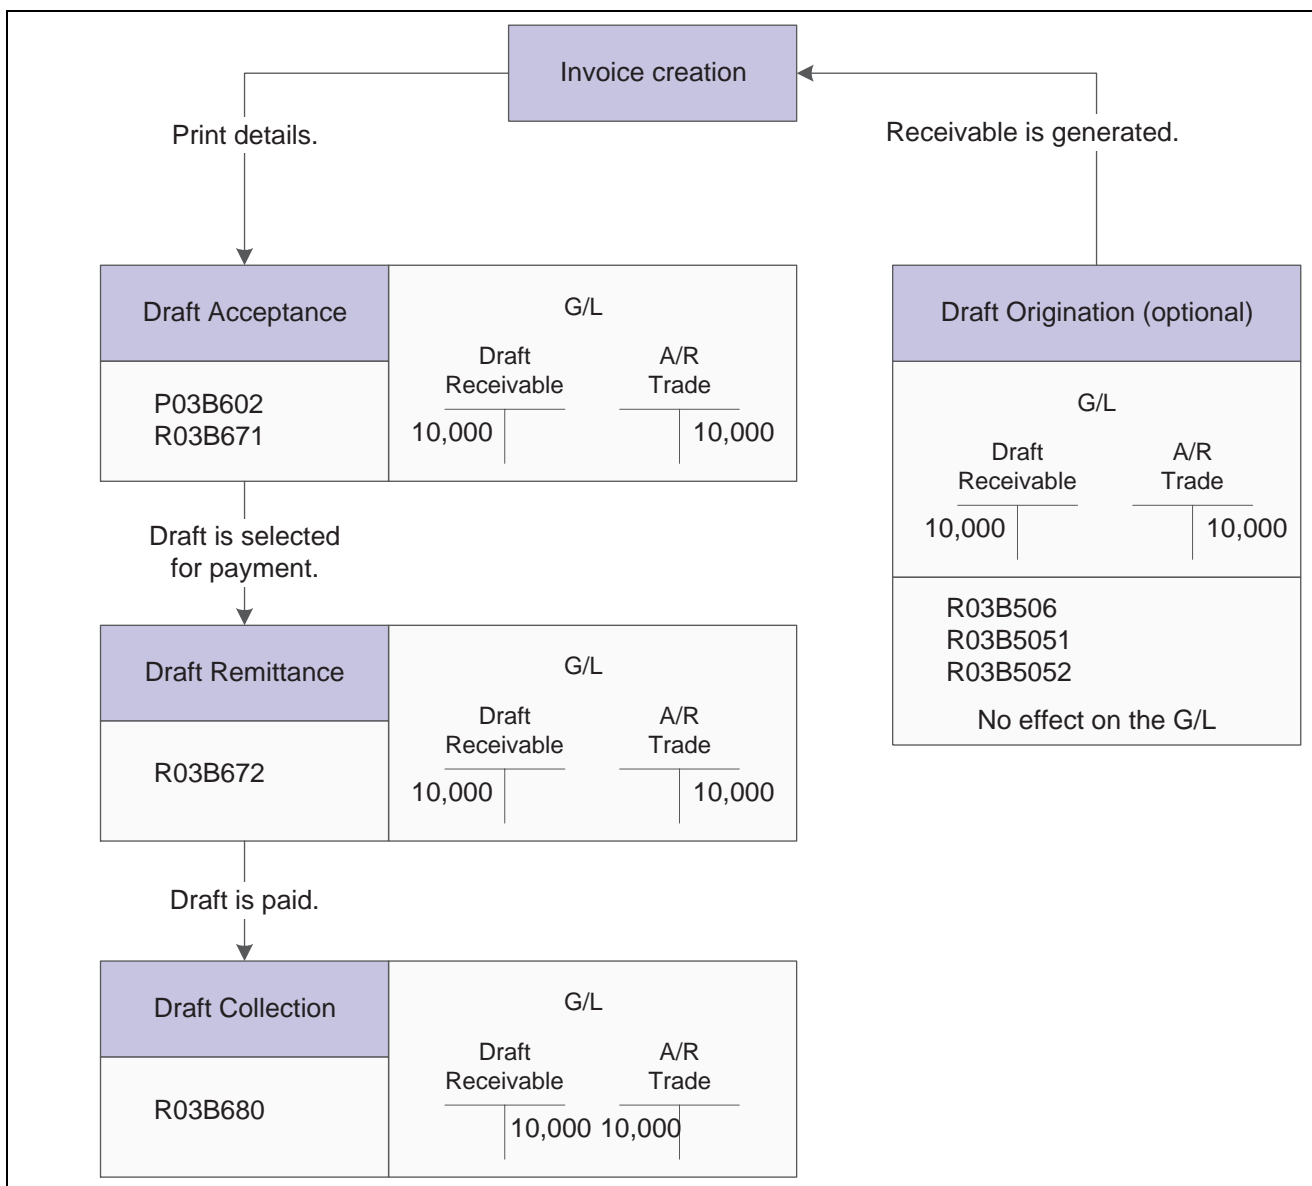 Invoice creation
Print details.
Receivable is generated.
Draft Acceptance
P03B602
R03B671
G/L
Draft
Receivable
A/R
Trade
10,000
10,000
Draft Origination (optional)
G/L
Draft
Receivable
A/R
Trade
10,000
10,000
R03B506
R03B5051
R03B5052
No effect on the G/L
Draft is selected
for payment.
Draft Remittance
R03B672
G/L
Draft
Receivable
A/R
Trade
10,000
10,000
Draft is paid.
Draft Collection
R03B680
G/L
Draft
Receivable
A/R
Trade
10,000
10,000